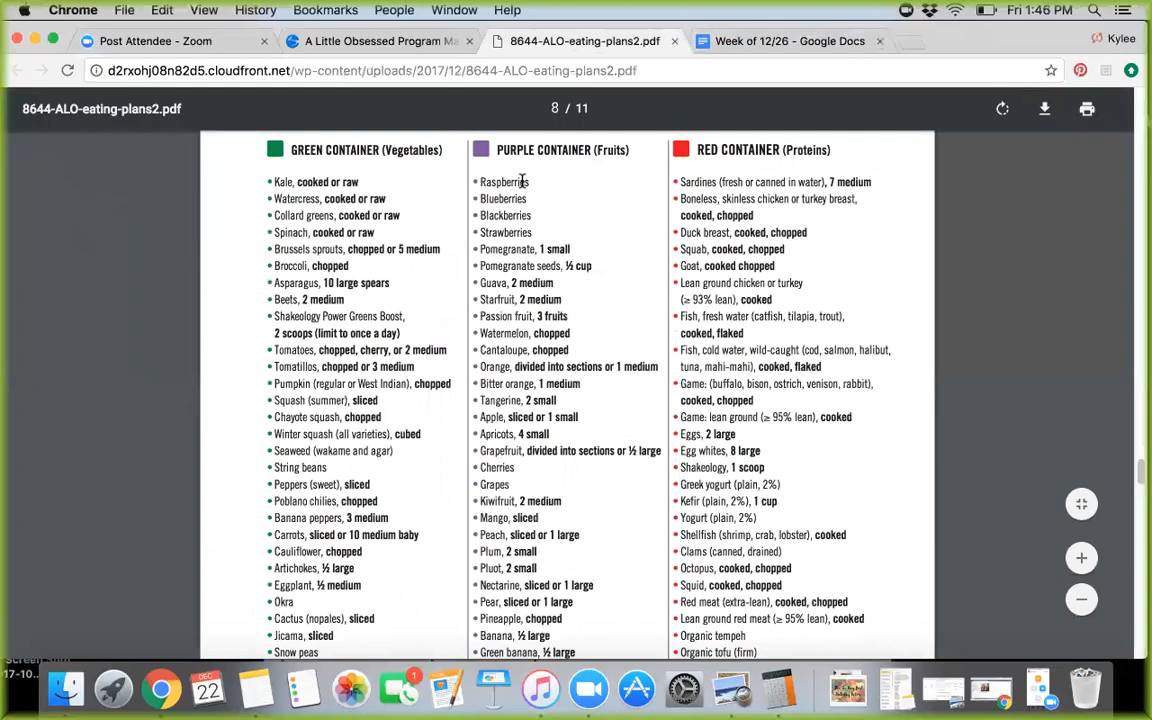 Chrome File Edit View History Bookmarks People Window Help Fri 1:46 PM
Post Attendee - Zoom
A Little Obsessed Program Ma
8644-ALO-eating-plans2.pdf
Week of 12/26 - Google Docs
Kylee
d2rxohj08n82d5.cloudfront.net/wp-content/uploads/2017/12/8644-ALO-eating-plans2.pdf
8644-ALO-eating-plans2.pdf
8 / 11
GREEN CONTAINER (Vegetables)
• Kale, cooked or raw
• Watercress, cooked or raw
• Collard greens, cooked or raw
• Spinach, cooked or raw
• Brussels sprouts, chopped or 5 medium
• Broccoli, chopped
• Asparagus, 10 large spears
• Beets, 2 medium
• Shakeology Power Greens Boost,
2 scoops (limit to once a day)
• Tomatoes, chopped, cherry, or 2 medium
• Tomatillos, chopped or 3 medium
• Pumpkin (regular or West Indian), chopped
• Squash (summer), sliced
• Chayote squash, chopped
• Winter squash (all varieties), cubed
• Seaweed (wakame and agar)
• String beans
• Peppers (sweet), sliced
• Poblano chilies, chopped
• Banana peppers, 3 medium
• Carrots, sliced or 10 medium baby
• Cauliflower, chopped
• Artichokes, ½ large
• Eggplant, ½ medium
• Okra
• Cactus (nopales), sliced
• Jicama, sliced
• Snow peas
PURPLE CONTAINER (Fruits)
• Raspberries
• Blueberries
• Blackberries
• Strawberries
• Pomegranate, 1 small
• Pomegranate seeds, ½ cup
• Guava, 2 medium
• Starfruit, 2 medium
• Passion fruit, 3 fruits
• Watermelon, chopped
• Cantaloupe, chopped
• Orange, divided into sections or 1 medium
• Bitter orange, 1 medium
• Tangerine, 2 small
• Apple, sliced or 1 small
• Apricots, 4 small
• Grapefruit, divided into sections or ½ large
• Cherries
• Grapes
• Kiwifruit, 2 medium
• Mango, sliced
• Peach, sliced or 1 large
• Plum, 2 small
• Pluot, 2 small
• Nectarine, sliced or 1 large
• Pear, sliced or 1 large
• Pineapple, chopped
• Banana, ½ large
• Green banana, ½ large
RED CONTAINER (Proteins)
• Sardines (fresh or canned in water), 7 medium
• Boneless, skinless chicken or turkey breast,
cooked, chopped
• Duck breast, cooked, chopped
• Squab, cooked, chopped
• Goat, cooked chopped
• Lean ground chicken or turkey
(≥ 93% lean), cooked
• Fish, fresh water (catfish, tilapia, trout),
cooked, flaked
• Fish, cold water, wild-caught (cod, salmon, halibut,
tuna, mahi-mahi), cooked, flaked
• Game: (buffalo, bison, ostrich, venison, rabbit),
cooked, chopped
• Game: lean ground (≥ 95% lean), cooked
• Eggs, 2 large
• Egg whites, 8 large
• Shakeology, 1 scoop
• Greek yogurt (plain, 2%)
• Kefir (plain, 2%), 1 cup
• Yogurt (plain, 2%)
• Shellfish (shrimp, crab, lobster), cooked
• Clams (canned, drained)
• Octopus, cooked, chopped
• Squid, cooked, chopped
• Red meat (extra-lean), cooked, chopped
• Lean ground red meat (≥ 95% lean), cooked
• Organic tempeh
• Organic tofu (firm)
17-10...
DEC
22
1